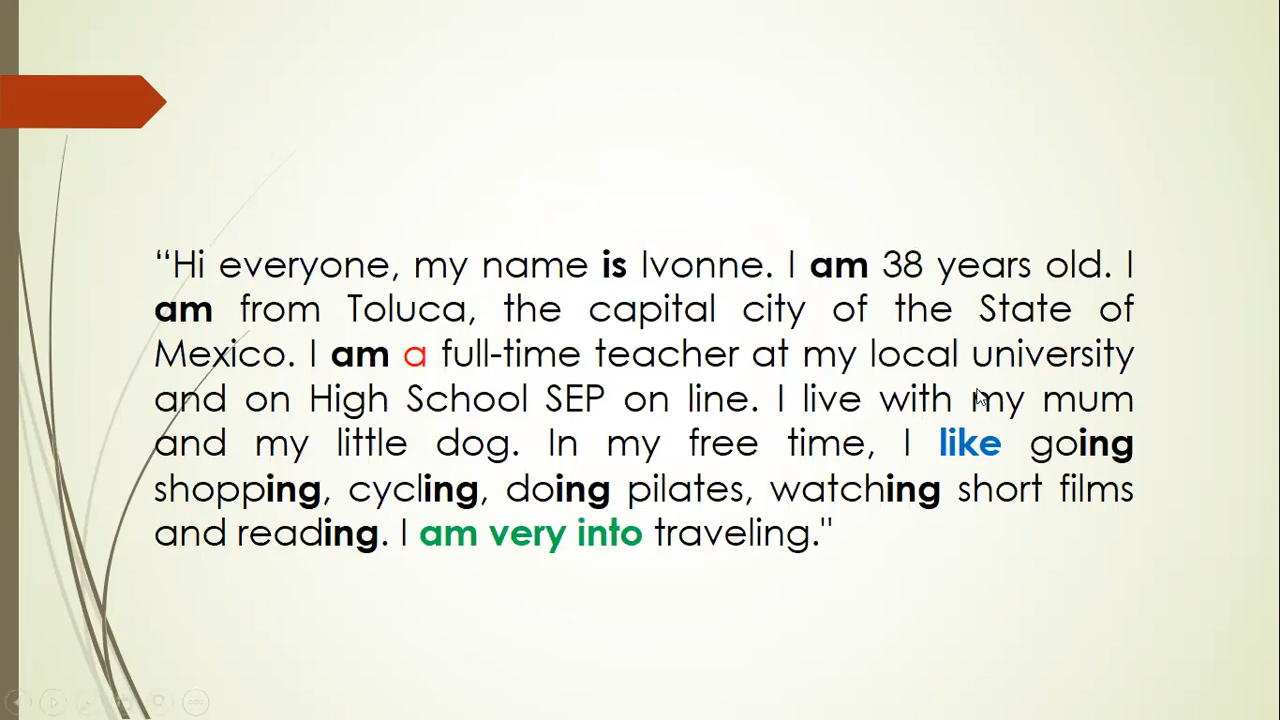 “Hi everyone, my name is Ivonne. I am 38 years old. I
am from Toluca, the capital city of the State of
Mexico. I am a full-time teacher at my local university
and on High School SEP on line. I live with my mum
and my little dog. In my free time, I like going
shopping, cycling, doing pilates, watching short films
and reading. I am very into traveling."